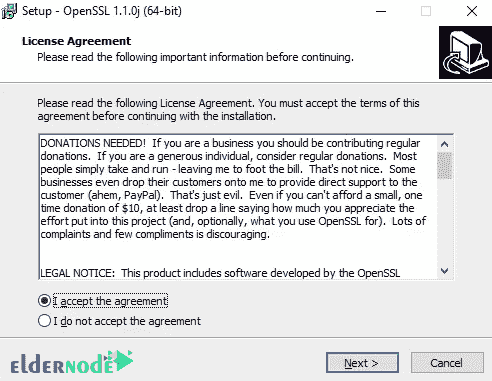 Setup - OpenSSL 1.1.0j (64-bit)
License Agreement
Please read the following important information before continuing.
Please read the following License Agreement. You must accept the terms of this
agreement before continuing with the installation.
DONATIONS NEEDED!  If you are a business you should be contributing regular
donations.  If you are a generous individual, consider regular donations.  Most
people simply take and run - leaving me to foot the bill.  That's not nice.  Some
businesses even drop their customers onto me to provide direct support to the
customer (ahem, PayPal).  That's just evil.  Even if you can't afford a small, one
time donation of $10, at least drop a line saying how much you appreciate the
effort put into this project (and, optionally, what you use OpenSSL for).  Lots of
complaints and few compliments is discouraging.
LEGAL NOTICE:  This product includes software developed by the OpenSSL
I accept the agreement
I do not accept the agreement
eldernode
Next >
Cancel